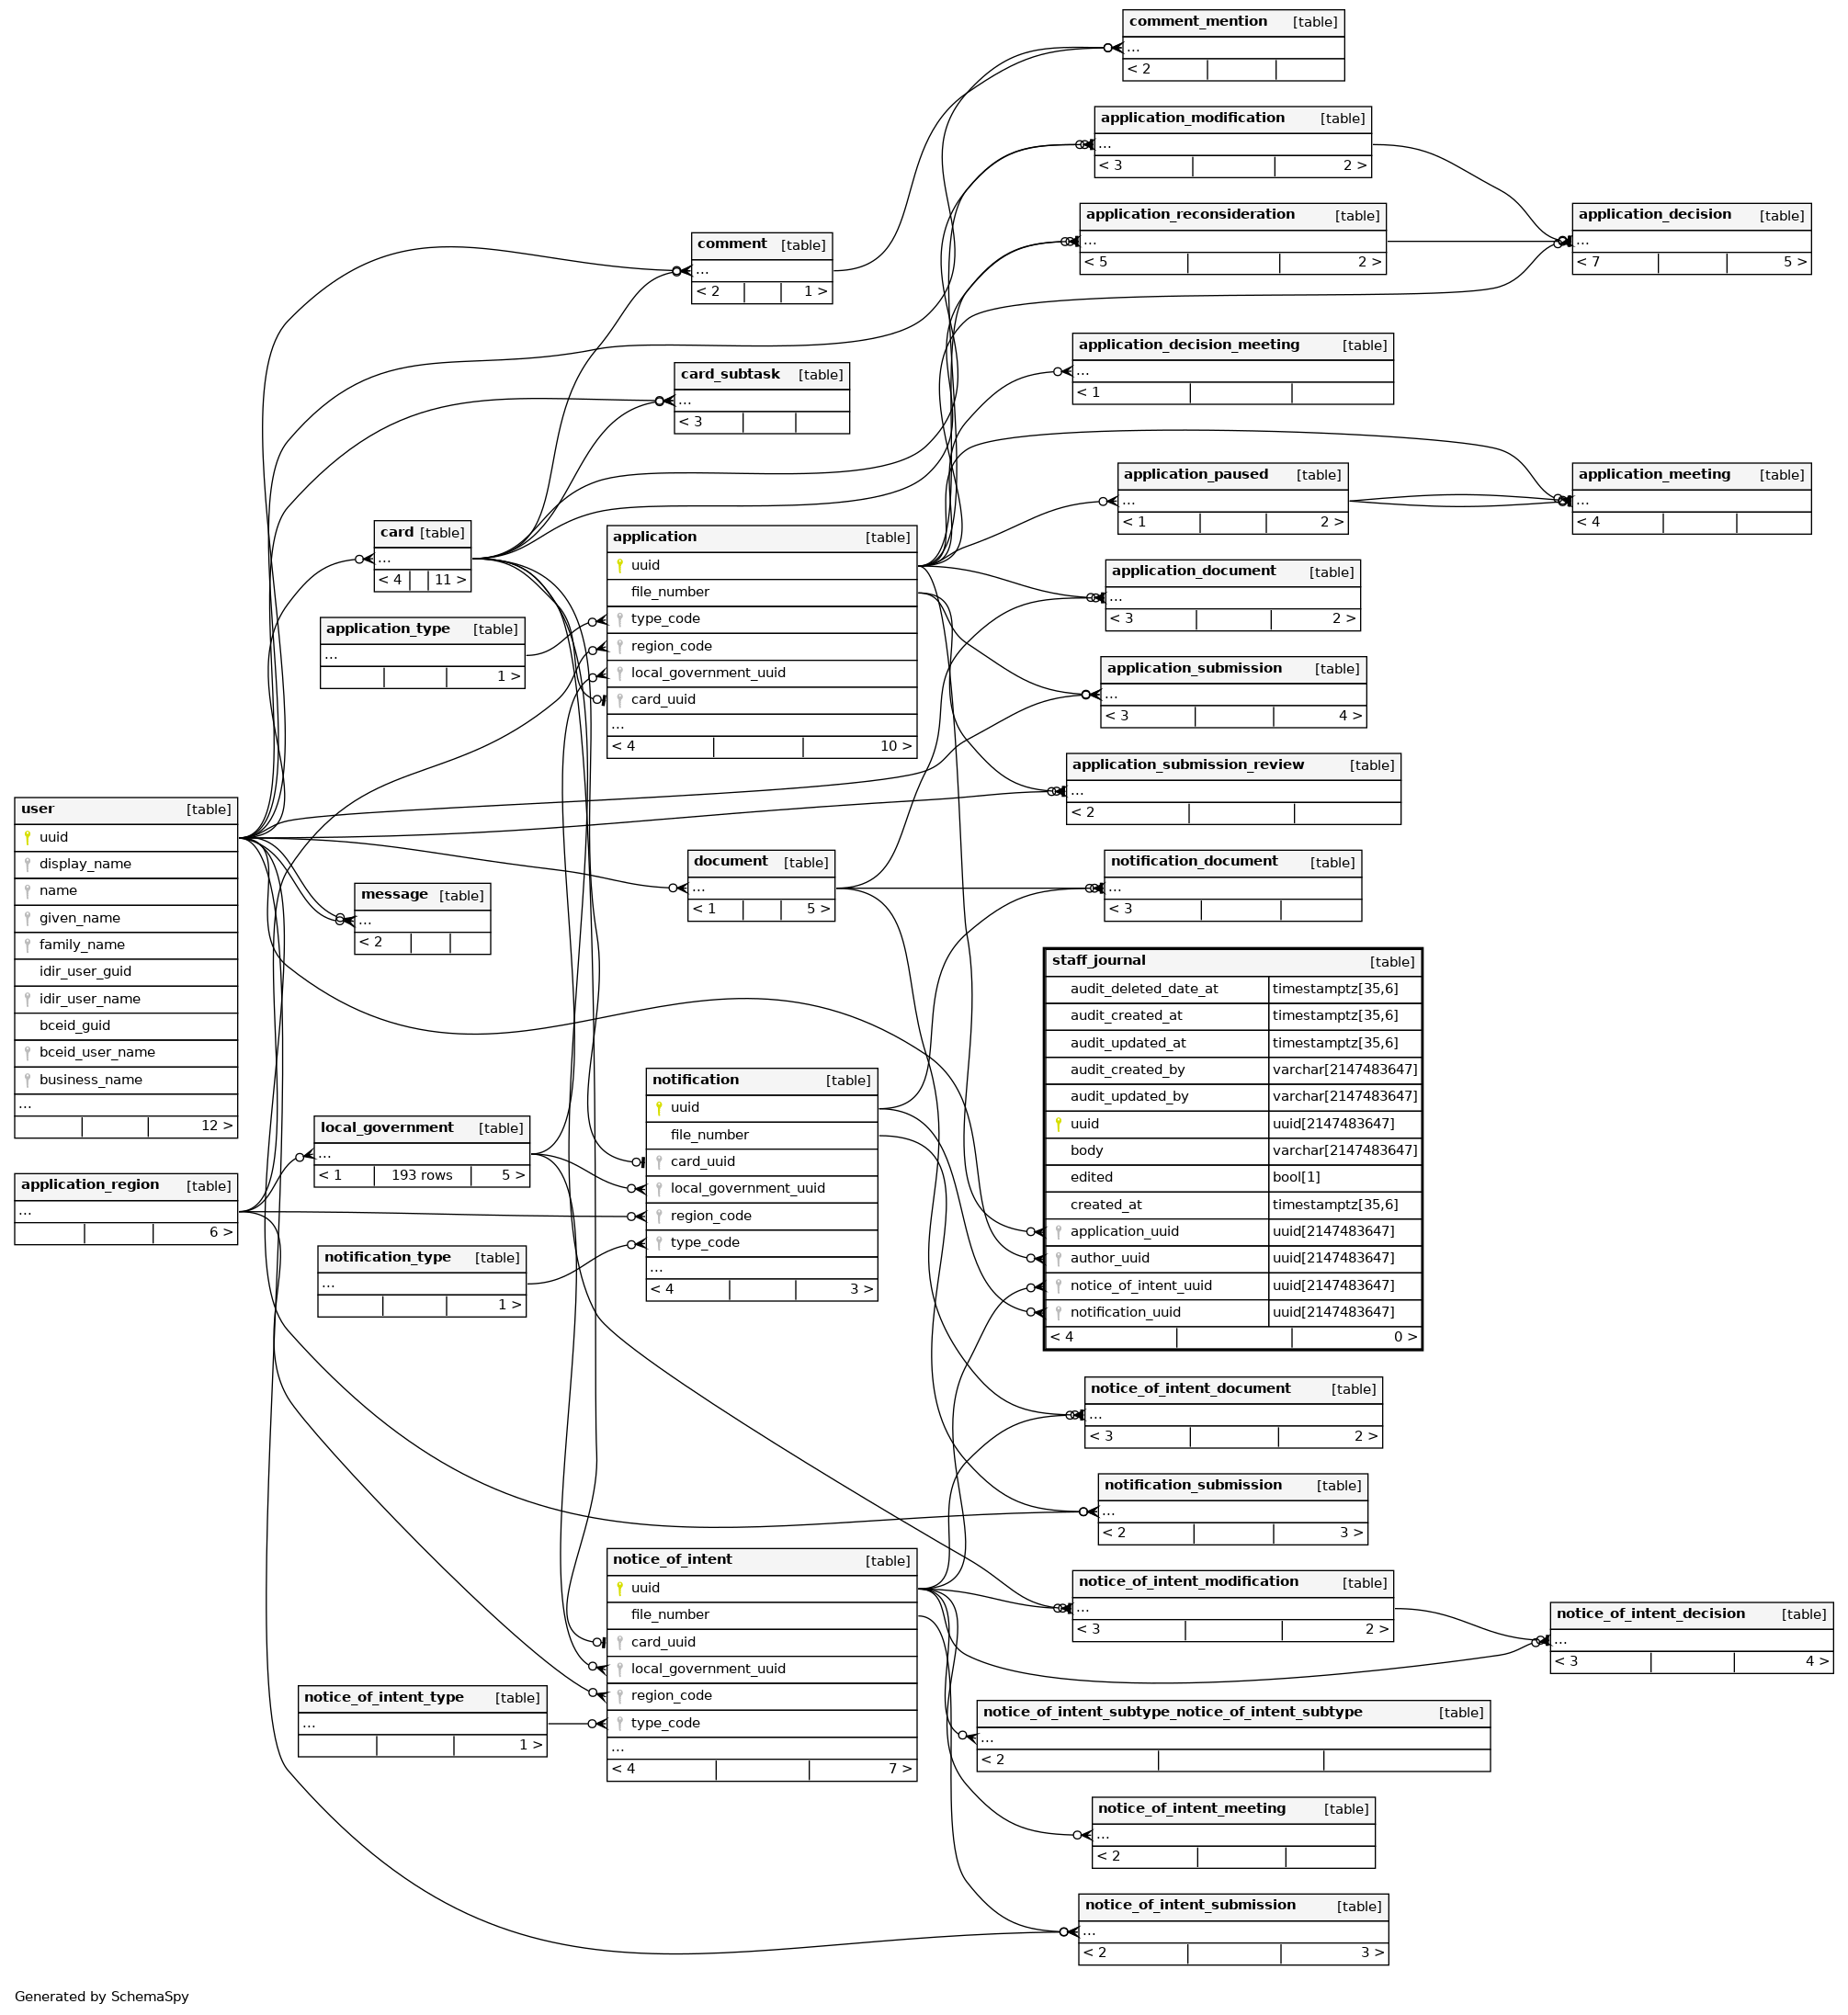 comment_mention [table]
...
< 2
application_modification [table]
...
< 3 2 >
application_reconsideration [table]
...
< 5 2 >
application_decision [table]
...
< 7 5 >
comment [table]
...
< 2 1 >
application_decision_meeting [table]
...
< 1
card_subtask [table]
...
< 3
application_paused [table]
...
< 1 2 >
application_meeting [table]
...
< 4
card [table]
...
< 4 11 >
application [table]
uuid
file_number
type_code
region_code
local_government_uuid
card_uuid
...
< 4 10 >
application_document [table]
...
< 3 2 >
application_type [table]
...
1 >
application_submission [table]
...
< 3 4 >
application_submission_review [table]
...
< 2
user [table]
uuid
display_name
name
given_name
family_name
idir_user_guid
idir_user_name
bceid_guid
bceid_user_name
business_name
...
12 >
message [table]
...
< 2
document [table]
...
< 1 5 >
notification_document [table]
...
< 3
staff_journal [table]
audit_deleted_date_at timestamptz[35,6]
audit_created_at timestamptz[35,6]
audit_updated_at timestamptz[35,6]
audit_created_by varchar[2147483647]
audit_updated_by varchar[2147483647]
uuid uuid[2147483647]
body varchar[2147483647]
edited bool[1]
created_at timestamptz[35,6]
application_uuid uuid[2147483647]
author_uuid uuid[2147483647]
notice_of_intent_uuid uuid[2147483647]
notification_uuid uuid[2147483647]
< 4 0 >
notification [table]
uuid
file_number
card_uuid
local_government_uuid
region_code
type_code
...
< 4 3 >
local_government [table]
...
< 1 193 rows 5 >
application_region [table]
...
6 >
notification_type [table]
...
1 >
notice_of_intent_document [table]
...
< 3 2 >
notification_submission [table]
...
< 2 3 >
notice_of_intent [table]
uuid
file_number
card_uuid
local_government_uuid
region_code
type_code
...
< 4 7 >
notice_of_intent_modification [table]
...
< 3 2 >
notice_of_intent_decision [table]
...
< 3 4 >
notice_of_intent_type [table]
...
1 >
notice_of_intent_subtype_notice_of_intent_subtype [table]
...
< 2
notice_of_intent_meeting [table]
...
< 2
notice_of_intent_submission [table]
...
< 2 3 >
Generated by SchemaSpy